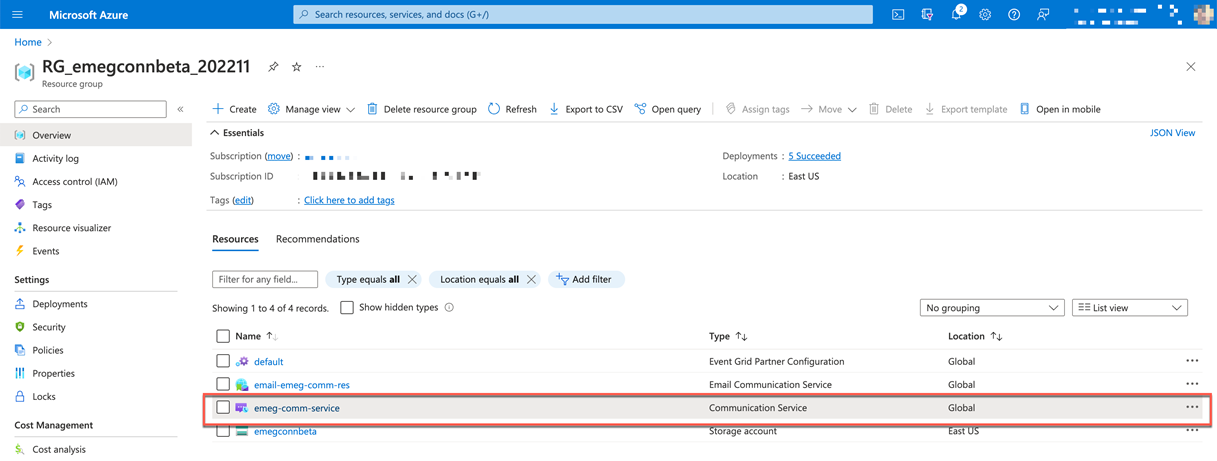 Microsoft Azure
Search resources, services, and docs (G+/)
2
Home
RG_emegconnbeta_202211
Resource group
Search
Overview
Activity log
Access control (IAM)
Tags
Resource visualizer
Events
Settings
Deployments
Security
Policies
Properties
Locks
Cost Management
Cost analysis
Create Manage view Delete resource group Refresh Export to CSV Open query Assign tags Move Delete Export template Open in mobile
Essentials JSON View
Subscription (move) : Deployments : 5 Succeeded
Subscription ID Location : East US
Tags (edit) : Click here to add tags
Resources Recommendations
Filter for any field... Type equals all Location equals all Add filter
Showing 1 to 4 of 4 records. Show hidden types No grouping List view
Name Type Location
default Event Grid Partner Configuration Global
email-emeg-comm-res Email Communication Service Global
emeg-comm-service Communication Service Global
emegconnbeta Storage account East US